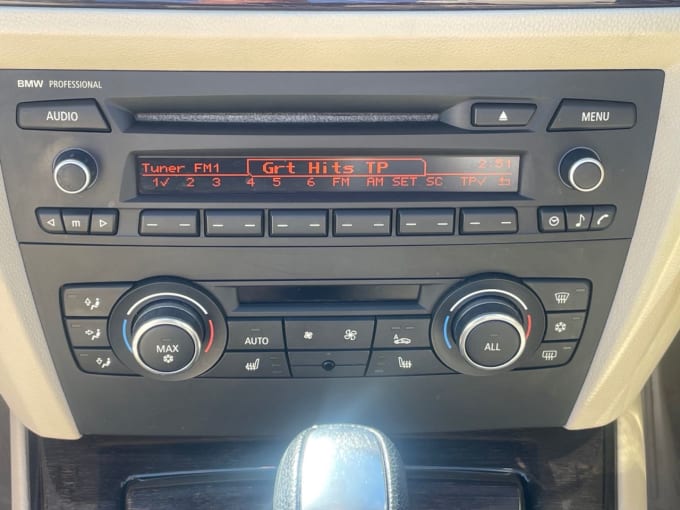 BMW PROFESSIONAL
AUDIO
MENU
Tuner FM1 Grt Hits TP 2:51
1✓ 2 3 4 5 6 FM AM SET SC TP✓
m
MAX
AUTO
ALL